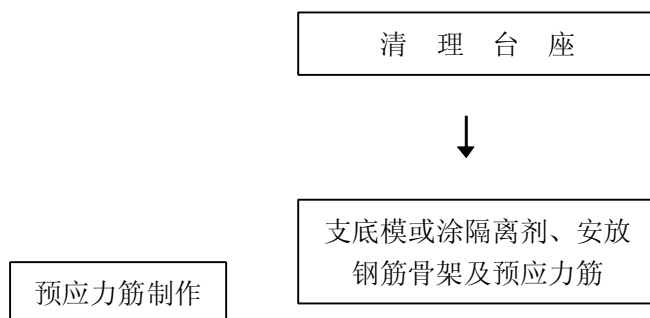 清理台座
支底模或涂隔离剂、安放
钢筋骨架及预应力筋
预应力筋制作